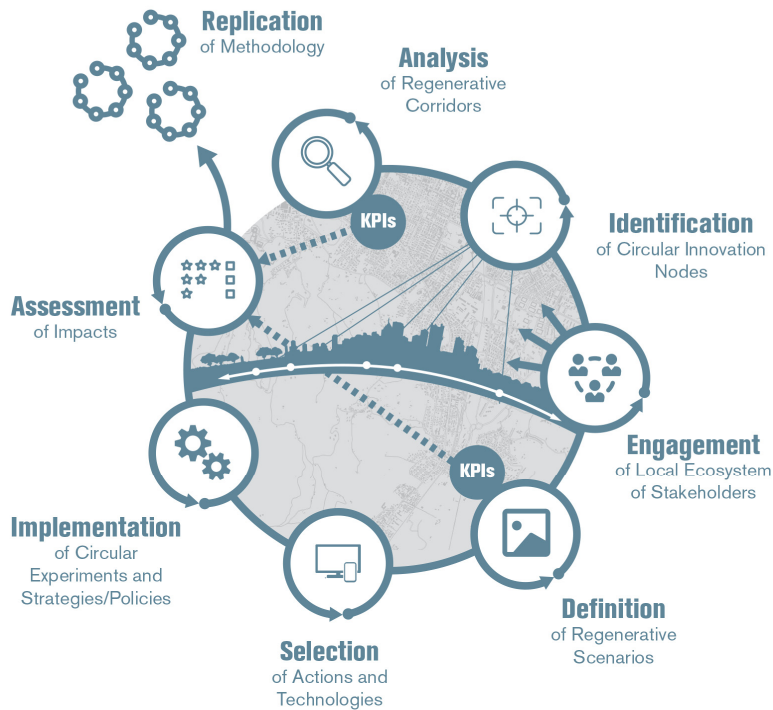 Replication
of Methodology
Analysis
of Regenerative
Corridors
KPIs
Identification
of Circular Innovation
Nodes
Assessment
of Impacts
Engagement
of Local Ecosystem
of Stakeholders
KPIs
Implementation
of Circular
Experiments and
Strategies/Policies
Definition
of Regenerative
Scenarios
Selection
of Actions and
Technologies